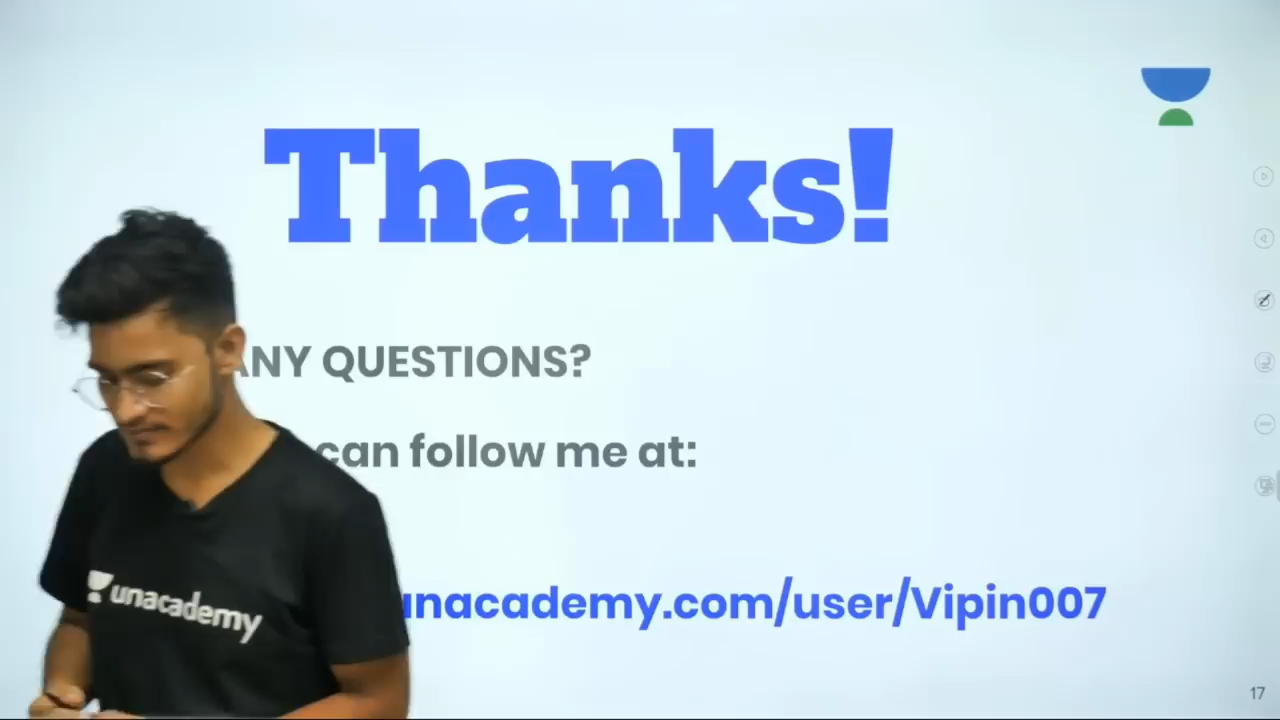 Thanks!
ANY QUESTIONS?
can follow me at:
unacademy.com/user/Vipin007
unacademy
17